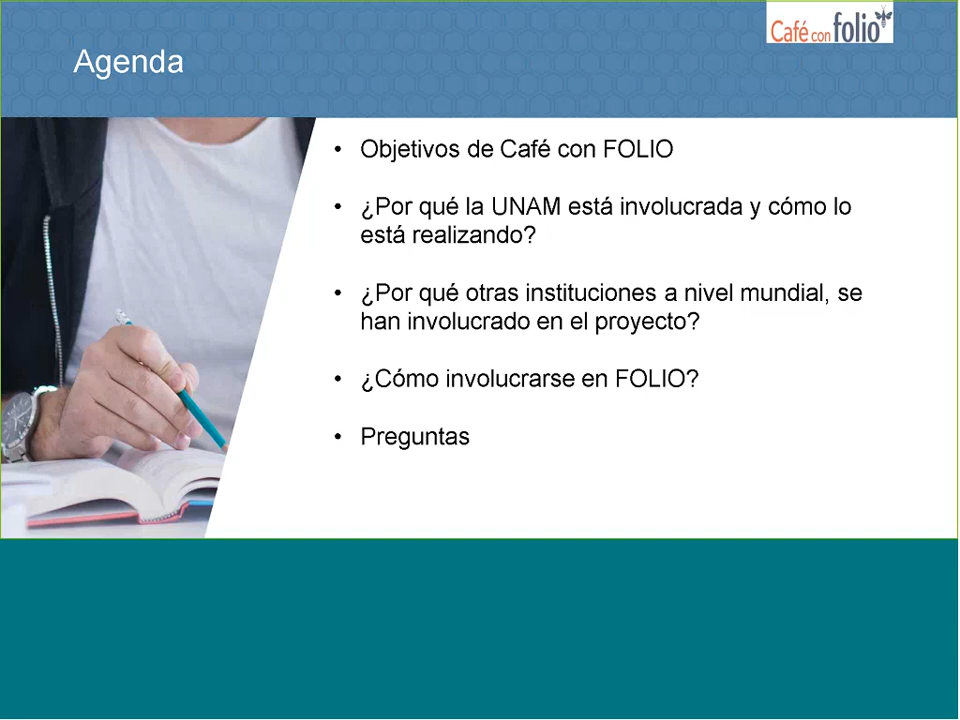 Café con folio
Agenda
• Objetivos de Café con FOLIO
• ¿Por qué la UNAM está involucrada y cómo lo
está realizando?
• ¿Por qué otras instituciones a nivel mundial, se
han involucrado en el proyecto?
• ¿Cómo involucrarse en FOLIO?
• Preguntas